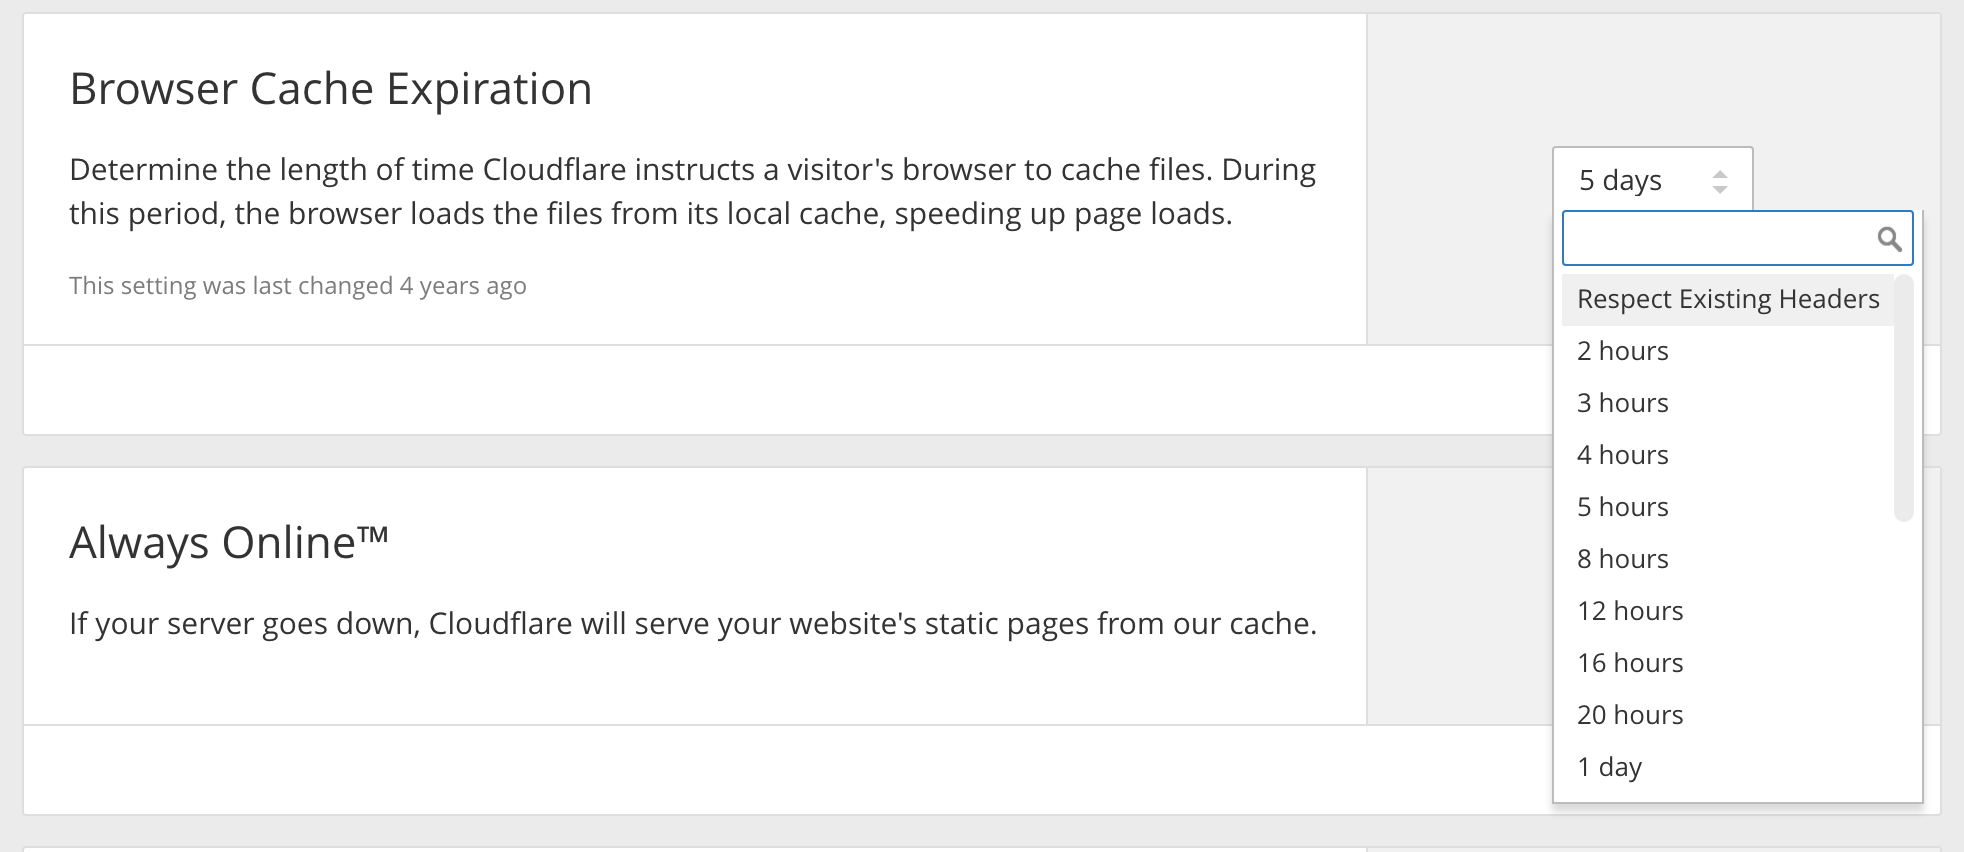 Browser Cache Expiration
Determine the length of time Cloudflare instructs a visitor's browser to cache files. During
this period, the browser loads the files from its local cache, speeding up page loads.
This setting was last changed 4 years ago
5 days
Respect Existing Headers
2 hours
3 hours
4 hours
5 hours
8 hours
12 hours
16 hours
20 hours
1 day
Always Online™
If your server goes down, Cloudflare will serve your website's static pages from our cache.